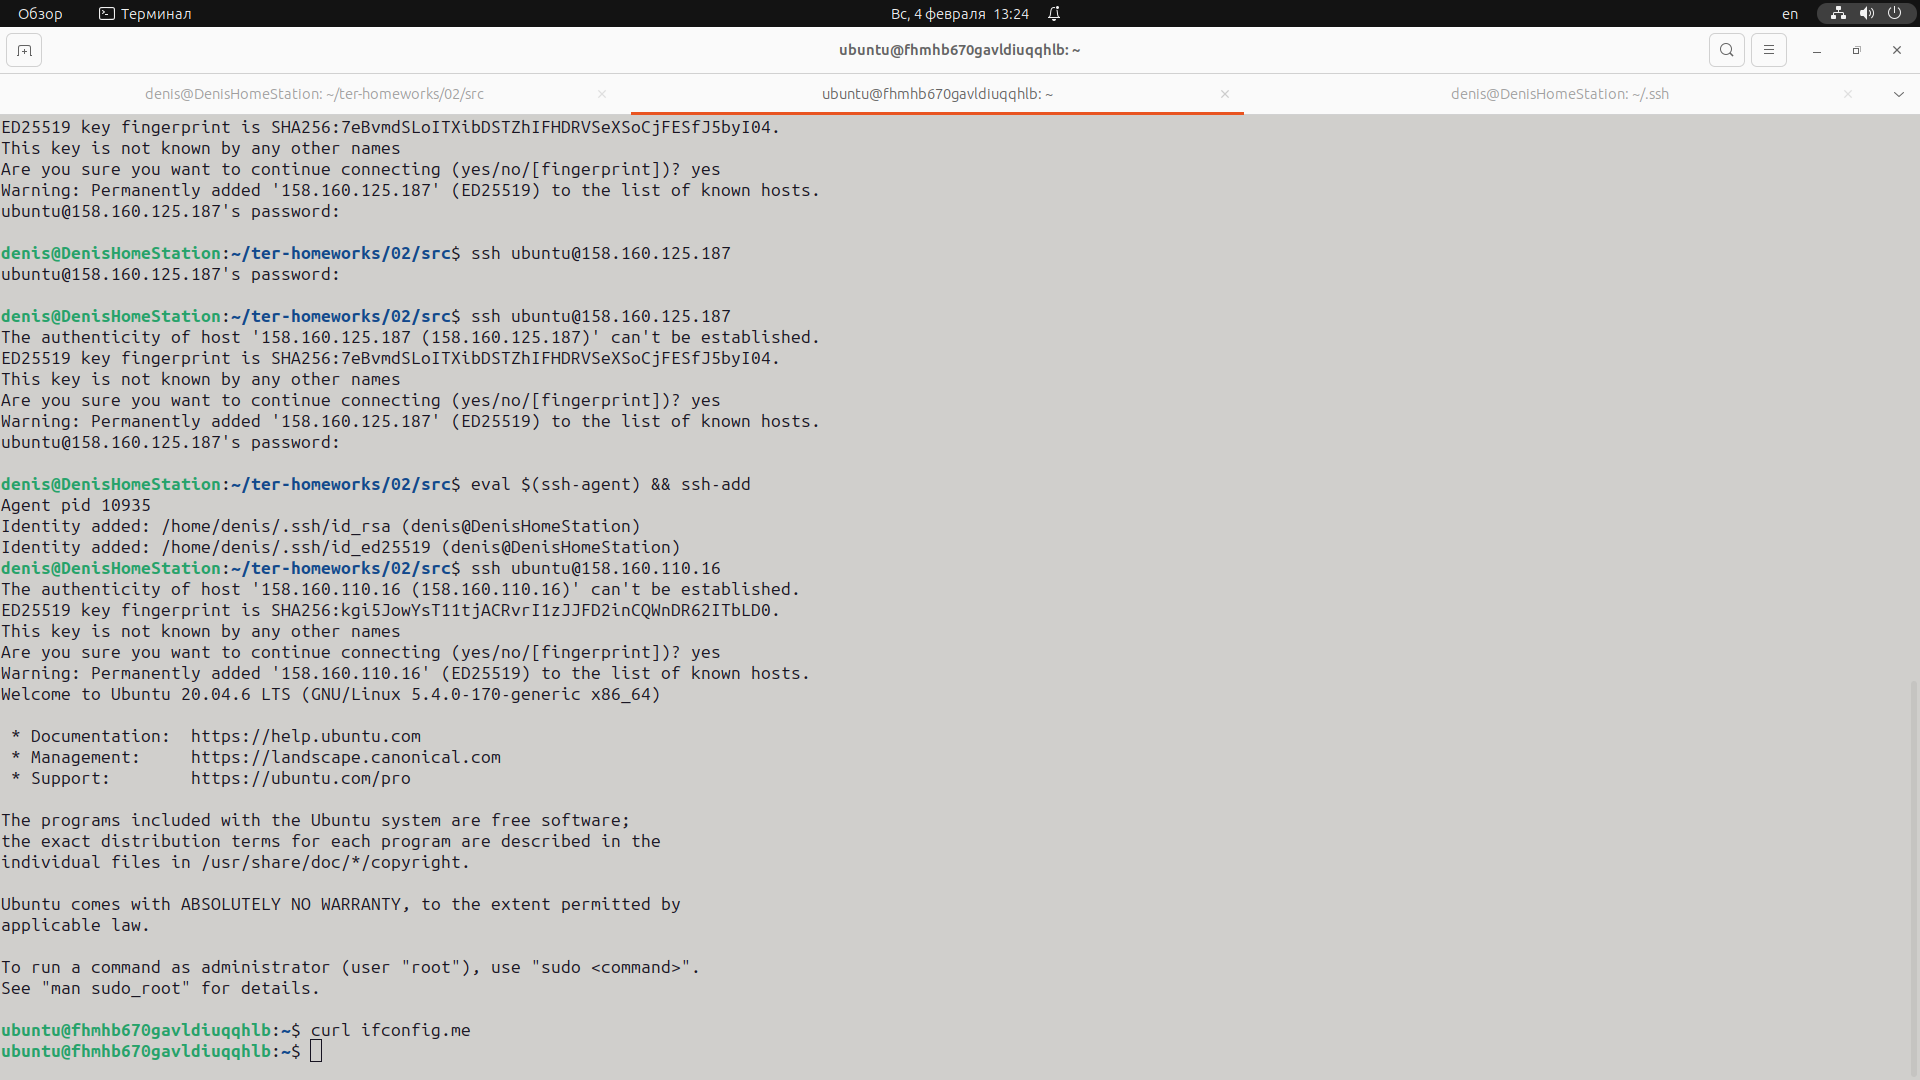 Обзор
Терминал
Вс, 4 февраля 13:24
en
ubuntu@fhmhb670gavldiuqqhlb: ~
denis@DenisHomeStation: ~/ter-homeworks/02/src
ubuntu@fhmhb670gavldiuqqhlb: ~
denis@DenisHomeStation: ~/.ssh
ED25519 key fingerprint is SHA256:7eBvmdSLoITXibDSTZhIFHDRVSeXSoCjFESfJ5byI04.
This key is not known by any other names
Are you sure you want to continue connecting (yes/no/[fingerprint])? yes
Warning: Permanently added '158.160.125.187' (ED25519) to the list of known hosts.
ubuntu@158.160.125.187's password:
denis@DenisHomeStation:~/ter-homeworks/02/src$ ssh ubuntu@158.160.125.187
ubuntu@158.160.125.187's password:
denis@DenisHomeStation:~/ter-homeworks/02/src$ ssh ubuntu@158.160.125.187
The authenticity of host '158.160.125.187 (158.160.125.187)' can't be established.
ED25519 key fingerprint is SHA256:7eBvmdSLoITXibDSTZhIFHDRVSeXSoCjFESfJ5byI04.
This key is not known by any other names
Are you sure you want to continue connecting (yes/no/[fingerprint])? yes
Warning: Permanently added '158.160.125.187' (ED25519) to the list of known hosts.
ubuntu@158.160.125.187's password:
denis@DenisHomeStation:~/ter-homeworks/02/src$ eval $(ssh-agent) && ssh-add
Agent pid 10935
Identity added: /home/denis/.ssh/id_rsa (denis@DenisHomeStation)
Identity added: /home/denis/.ssh/id_ed25519 (denis@DenisHomeStation)
denis@DenisHomeStation:~/ter-homeworks/02/src$ ssh ubuntu@158.160.110.16
The authenticity of host '158.160.110.16 (158.160.110.16)' can't be established.
ED25519 key fingerprint is SHA256:kgi5JowYsT11tjACRvrI1zJJFD2inCQWnDR62ITbLD0.
This key is not known by any other names
Are you sure you want to continue connecting (yes/no/[fingerprint])? yes
Warning: Permanently added '158.160.110.16' (ED25519) to the list of known hosts.
Welcome to Ubuntu 20.04.6 LTS (GNU/Linux 5.4.0-170-generic x86_64)
* Documentation:  https://help.ubuntu.com
* Management:     https://landscape.canonical.com
* Support:        https://ubuntu.com/pro
The programs included with the Ubuntu system are free software;
the exact distribution terms for each program are described in the
individual files in /usr/share/doc/*/copyright.
Ubuntu comes with ABSOLUTELY NO WARRANTY, to the extent permitted by
applicable law.
To run a command as administrator (user "root"), use "sudo <command>".
See "man sudo_root" for details.
ubuntu@fhmhb670gavldiuqqhlb:~$ curl ifconfig.me
ubuntu@fhmhb670gavldiuqqhlb:~$